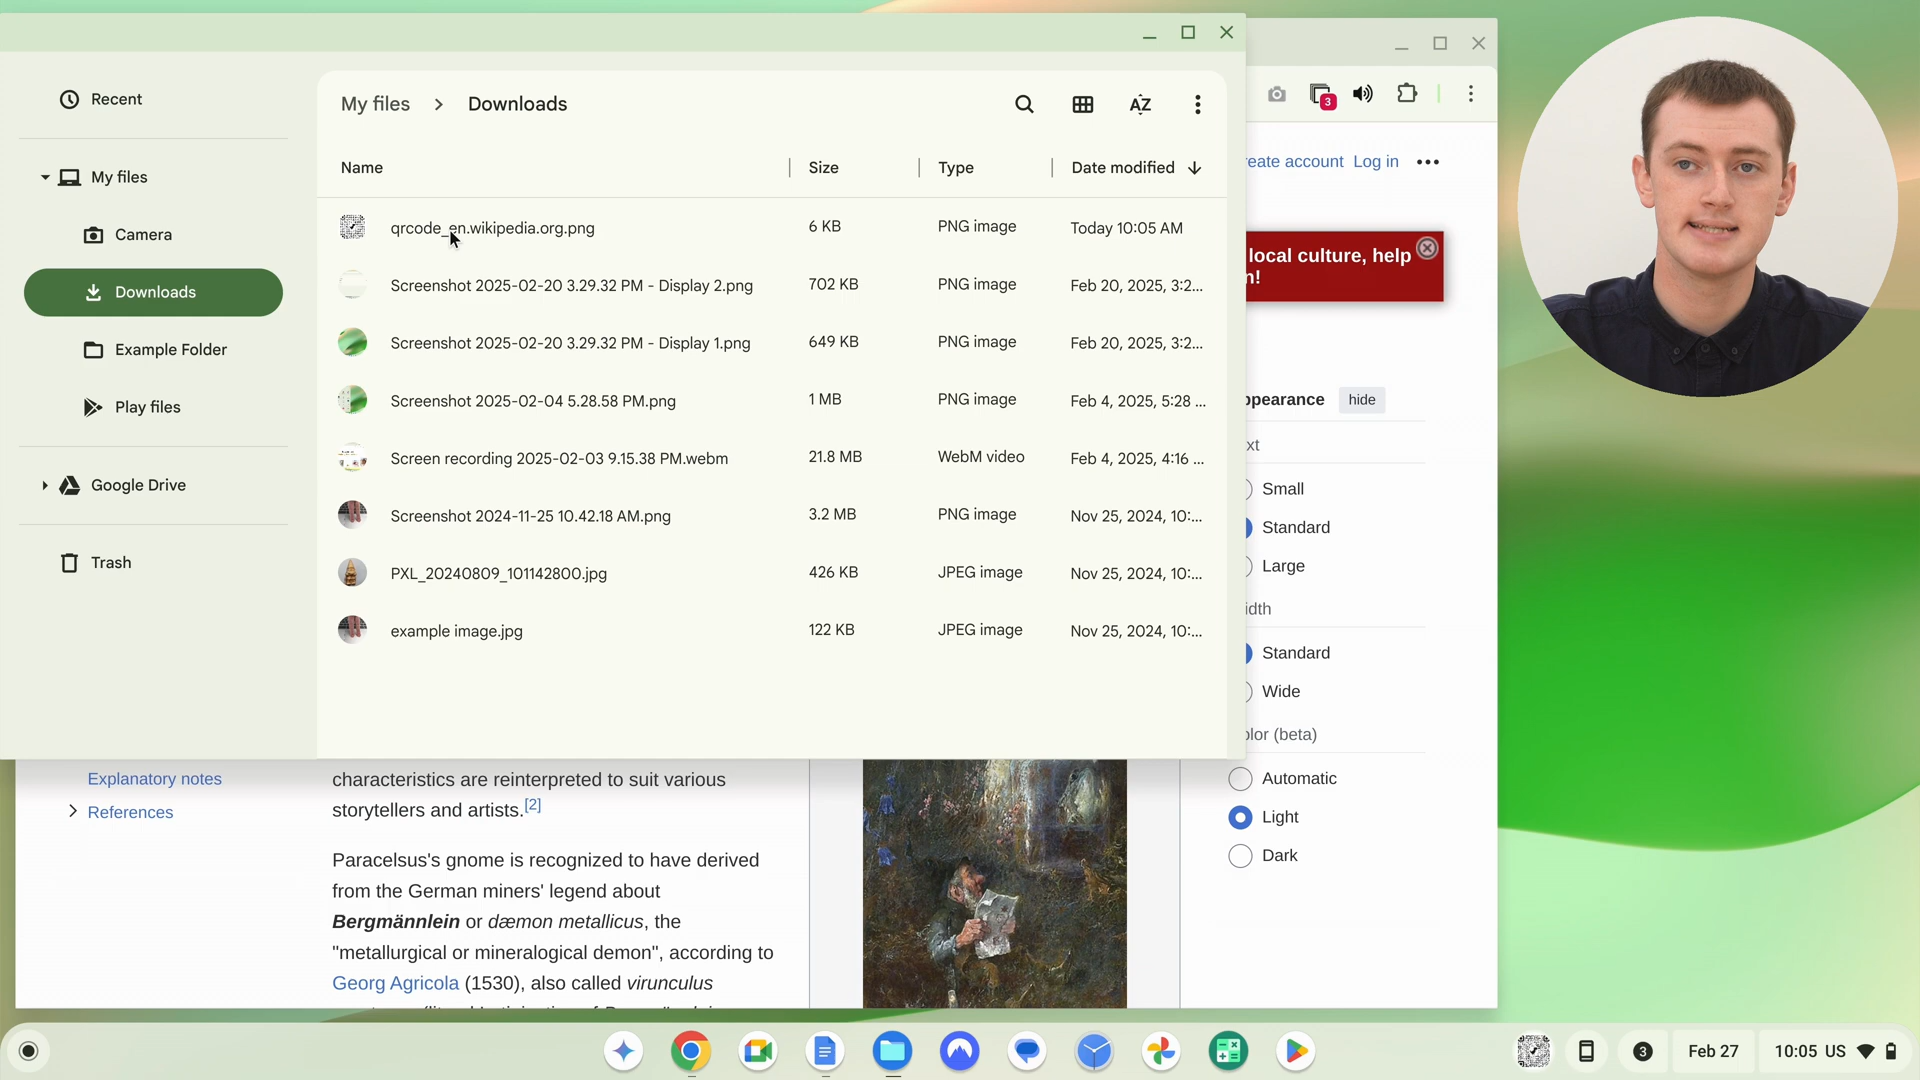 Recent
My files
Camera
Downloads
Example Folder
Play files
Google Drive
Trash
My files > Downloads
AZ
Name Size Type Date modified
qrcode_en.wikipedia.org.png 6 KB PNG image Today 10:05 AM
Screenshot 2025-02-20 3.29.32 PM - Display 2.png 702 KB PNG image Feb 20, 2025, 3:2...
Screenshot 2025-02-20 3.29.32 PM - Display 1.png 649 KB PNG image Feb 20, 2025, 3:2...
Screenshot 2025-02-04 5.28.58 PM.png 1 MB PNG image Feb 4, 2025, 5:28 ...
Screen recording 2025-02-03 9.15.38 PM.webm 21.8 MB WebM video Feb 4, 2025, 4:16 ...
Screenshot 2024-11-25 10.42.18 AM.png 3.2 MB PNG image Nov 25, 2024, 10:...
PXL_20240809_101142800.jpg 426 KB JPEG image Nov 25, 2024, 10:...
example image.jpg 122 KB JPEG image Nov 25, 2024, 10:...
3
reate account Log in
local culture, help
n!
ppearance hide
xt
Small
Standard
Large
idth
Standard
Wide
lor (beta)
Automatic
Light
Dark
Explanatory notes
References
characteristics are reinterpreted to suit various
storytellers and artists.[2]
Paracelsus's gnome is recognized to have derived
from the German miners' legend about
Bergmännlein or dæmon metallicus, the
"metallurgical or mineralogical demon", according to
Georg Agricola (1530), also called virunculus
3
Feb 27
10:05 US